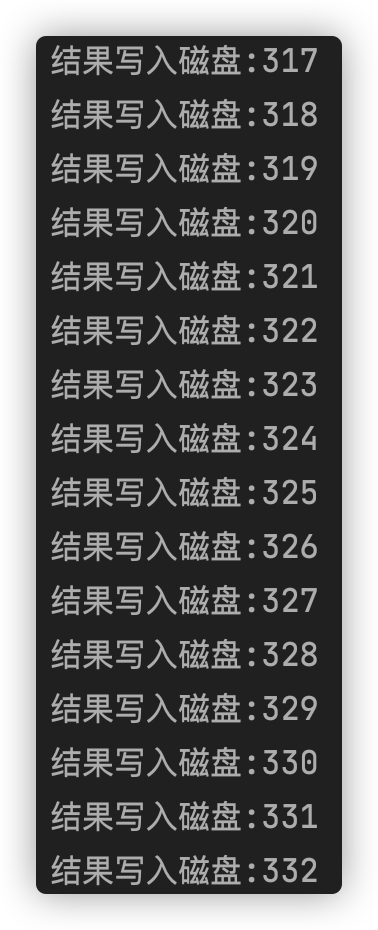 结果写入磁盘:317
结果写入磁盘:318
结果写入磁盘:319
结果写入磁盘:320
结果写入磁盘:321
结果写入磁盘:322
结果写入磁盘:323
结果写入磁盘:324
结果写入磁盘:325
结果写入磁盘:326
结果写入磁盘:327
结果写入磁盘:328
结果写入磁盘:329
结果写入磁盘:330
结果写入磁盘:331
结果写入磁盘:332